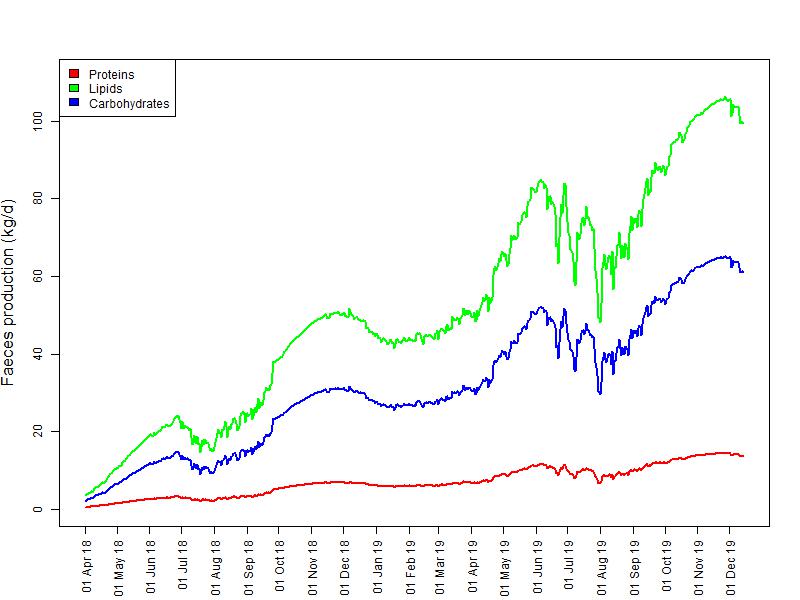 Proteins
Lipids
Carbohydrates
Faeces production (kg/d)
100
80
60
40
20
0
01 Apr 18
01 May 18
01 Jun 18
01 Jul 18
01 Aug 18
01 Sep 18
01 Oct 18
01 Nov 18
01 Dec 18
01 Jan 19
01 Feb 19
01 Mar 19
01 Apr 19
01 May 19
01 Jun 19
01 Jul 19
01 Aug 19
01 Sep 19
01 Oct 19
01 Nov 19
01 Dec 19